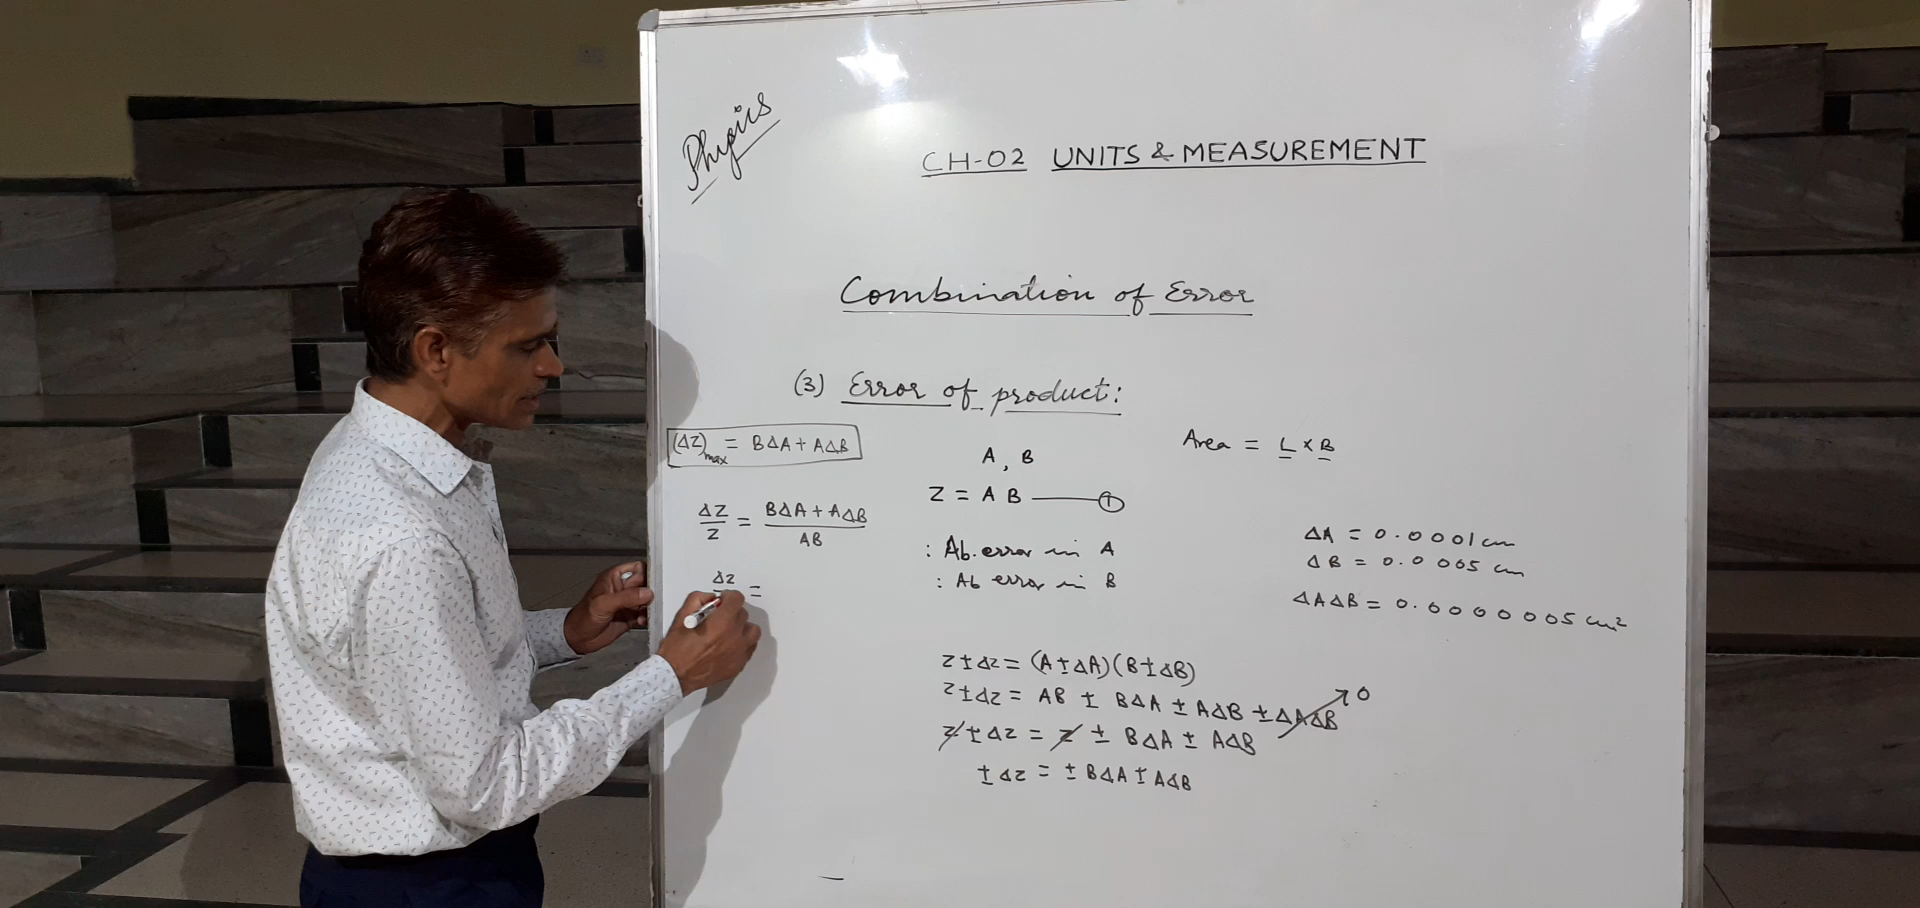 Physics
CH-02 UNITS & MEASUREMENT
Combination of Error
(3) Error of product:
(ΔZ)max = BΔA + AΔB
ΔZ/Z = (BΔA + AΔB)/AB
ΔZ =
A, B
Z = A B ——— 1
: Ab. error in A
: Ab error in B
Z ± ΔZ = (A ± ΔA)(B ± ΔB)
Z ± ΔZ = AB ± BΔA ± AΔB ± ΔAΔB → 0
Z ± ΔZ = Z ± BΔA ± AΔB
± ΔZ = ± BΔA ± AΔB
Area = L × B
ΔA = 0.0001 cm
ΔB = 0.0005 cm
ΔAΔB = 0.00000005 cm²